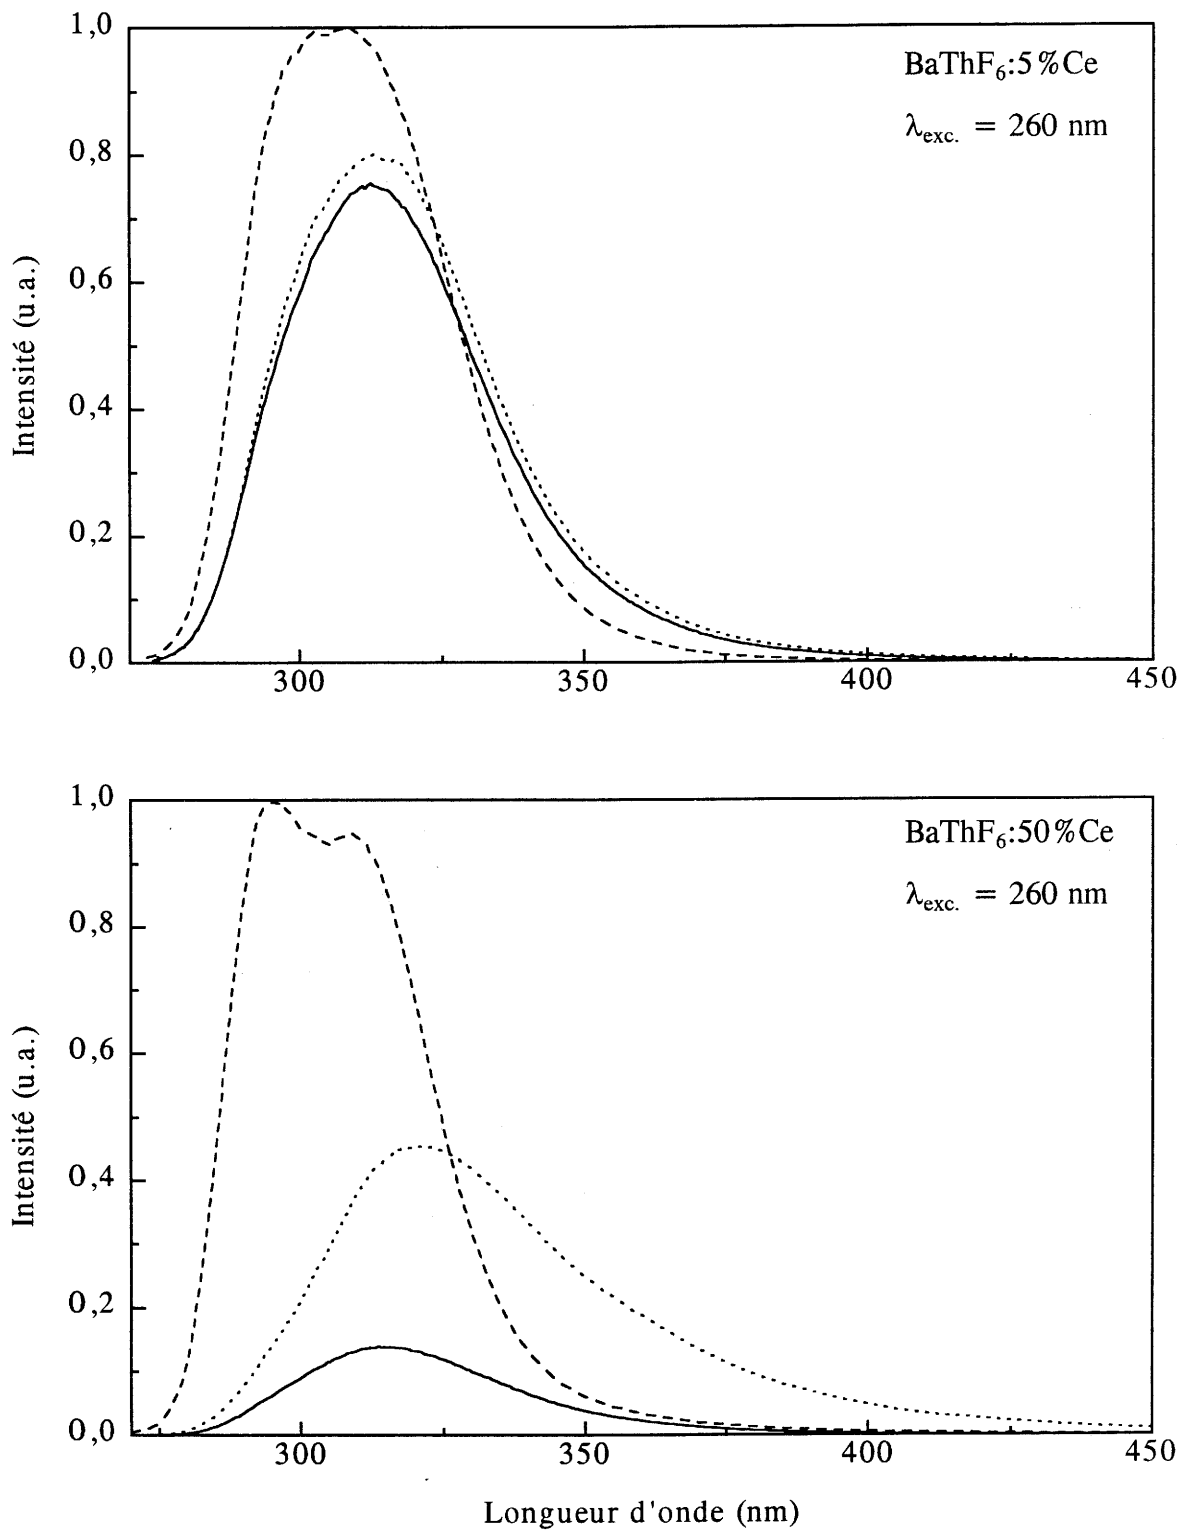 1,0
BaThF₆:5%Ce
λexc. = 260 nm
0,8
0,6
Intensité (u.a.)
0,4
0,2
0,0
300 350 400 450
1,0
BaThF₆:50%Ce
λexc. = 260 nm
0,8
0,6
Intensité (u.a.)
0,4
0,2
0,0
300 350 400 450
Longueur d'onde (nm)